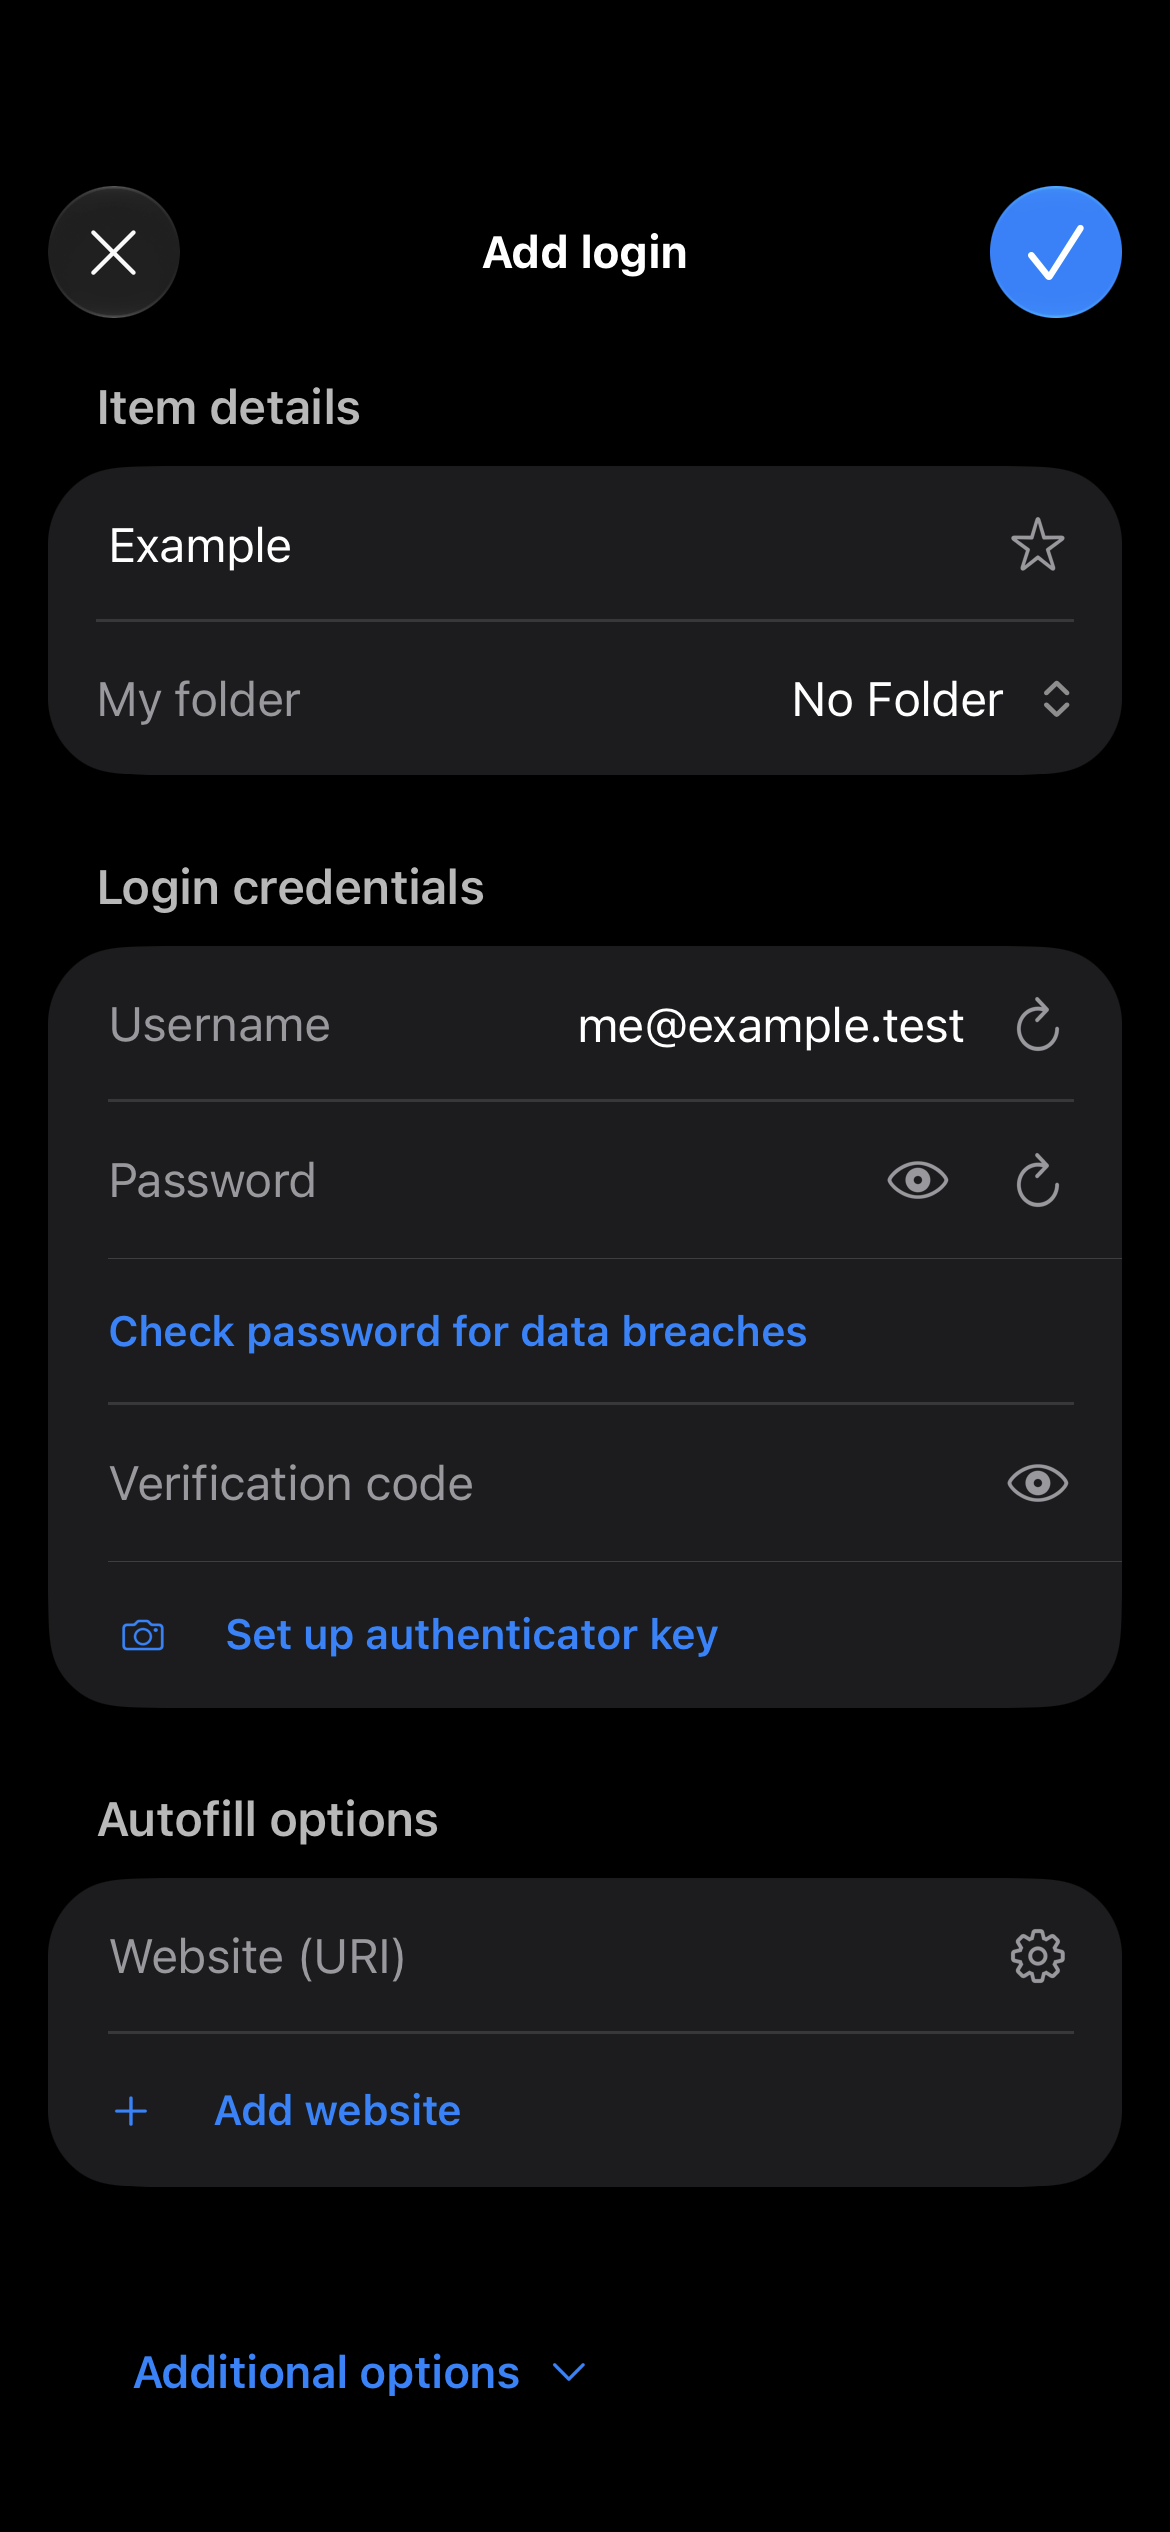 Add login
Item details
Example
My folder No Folder
Login credentials
Username me@example.test
Password
Check password for data breaches
Verification code
Set up authenticator key
Autofill options
Website (URI)
Add website
Additional options